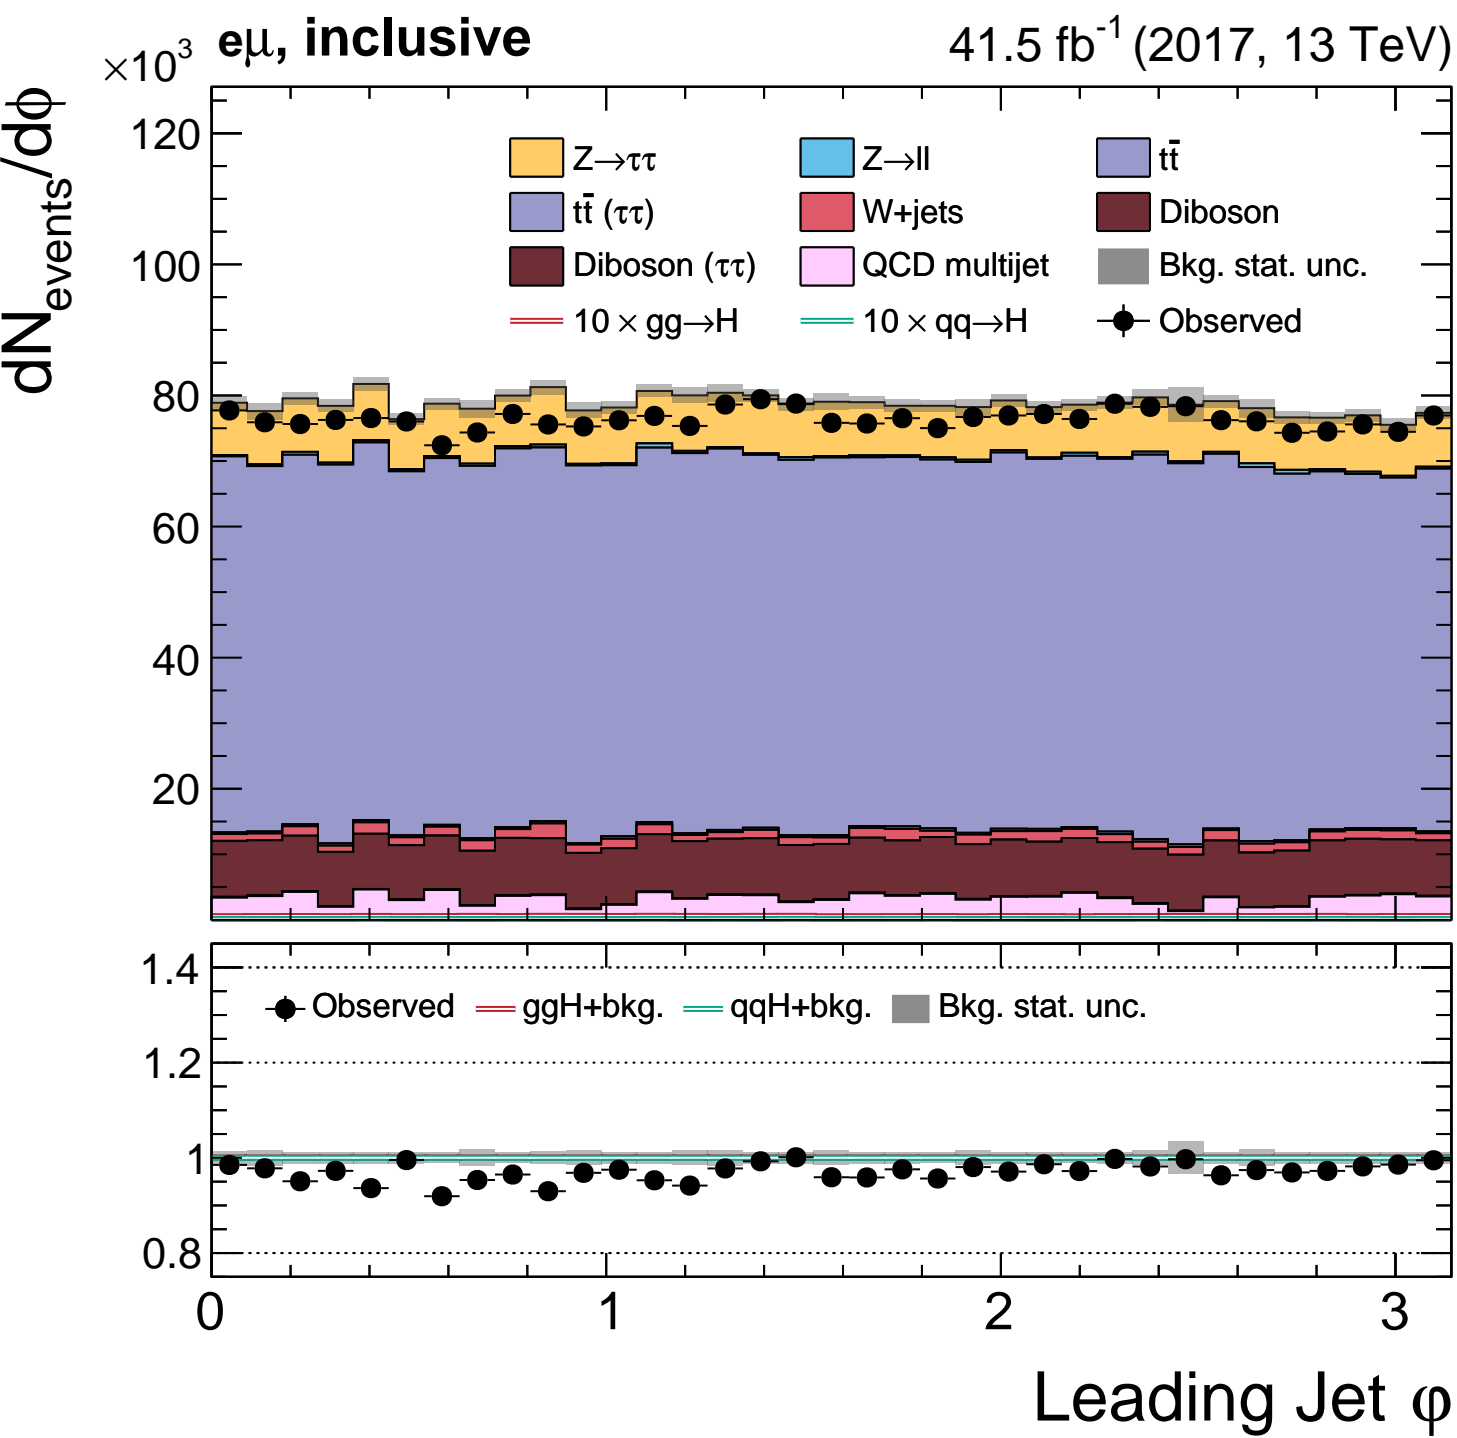 ×10³ eμ, inclusive 41.5 fb⁻¹ (2017, 13 TeV)
dN_events/dϕ
120
100
80
60
40
20
Z→ττ Z→ll tt̄
tt̄ (ττ) W+jets Diboson
Diboson (ττ) QCD multijet Bkg. stat. unc.
10 × gg→H 10 × qq→H Observed
1.4
1.2
1
0.8
Observed ggH+bkg. qqH+bkg. Bkg. stat. unc.
0 1 2 3
Leading Jet φ